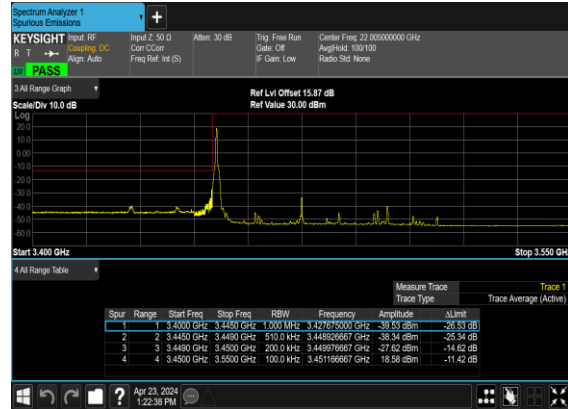 Spectrum Analyzer 1
Spurious Emissions
KEYSIGHT Input: RF Input Z: 50 Ω Atten: 30 dB Trig: Free Run Center Freq: 22.005000000 GHz
R T Coupling: DC Corr CCorr Gate: Off Avg|Hold: 100/100
Align: Auto Freq Ref: Int (S) IF Gain: Low Radio Std: None
PASS
3 All Range Graph
Ref Lvl Offset 15.87 dB
Scale/Div 10.0 dB Ref Value 30.00 dBm
Log
20.0
10.0
0.00
-10.0
-20.0
-30.0
-40.0
-50.0
-60.0
Start 3.400 GHz Stop 3.550 GHz
4 All Range Table
Measure Trace Trace 1
Trace Type Trace Average (Active)
Spur Range Start Freq Stop Freq RBW Frequency Amplitude ΔLimit
1 1 3.4000 GHz 3.4450 GHz 1.000 MHz 3.427675000 GHz -39.53 dBm -26.53 dB
2 2 3.4450 GHz 3.4490 GHz 510.0 kHz 3.448926667 GHz -38.34 dBm -25.34 dB
3 3 3.4490 GHz 3.4500 GHz 200.0 kHz 3.449976667 GHz -27.62 dBm -14.62 dB
4 4 3.4500 GHz 3.5500 GHz 100.0 kHz 3.451166667 GHz 18.58 dBm -11.42 dB
? Apr 23, 2024
1:22:38 PM